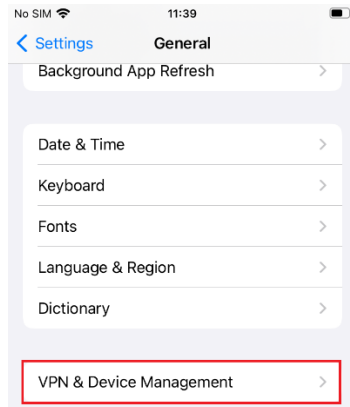 No SIM 11:39
Settings General
Background App Refresh
Date & Time
Keyboard
Fonts
Language & Region
Dictionary
VPN & Device Management